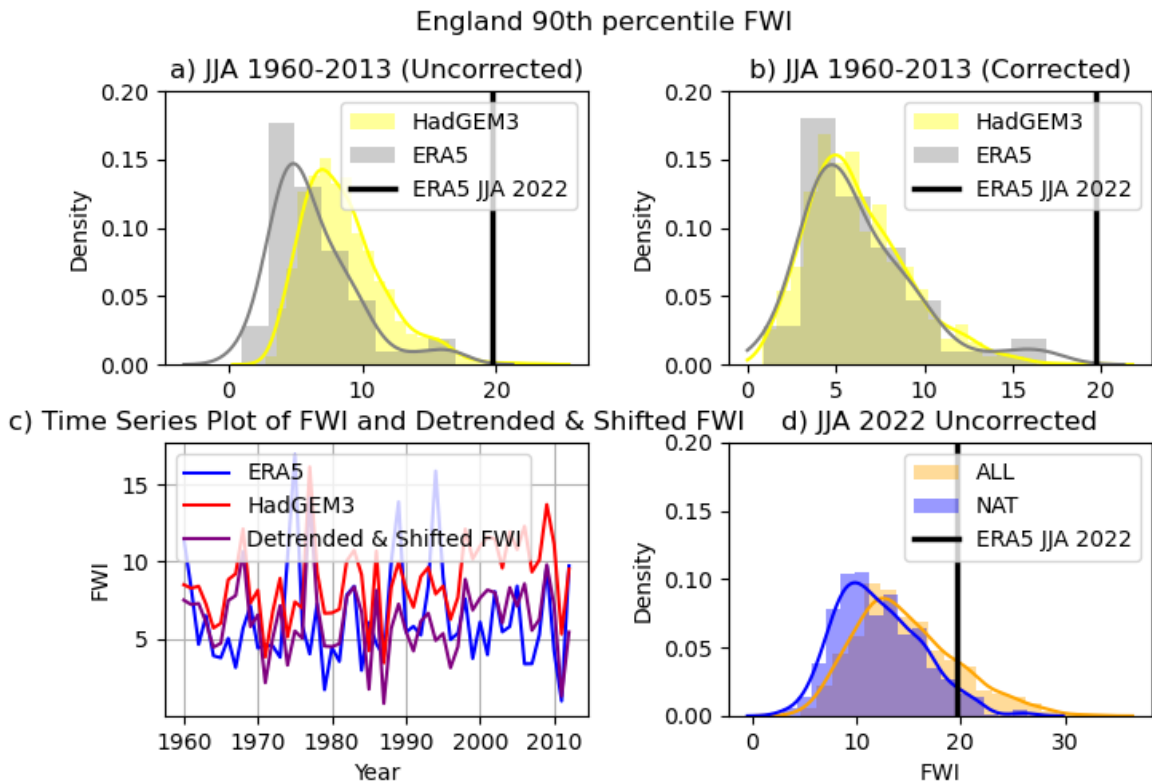 England 90th percentile FWI
a) JJA 1960-2013 (Uncorrected)
0.20
0.15
0.10
0.05
0.00
Density
HadGEM3
ERA5
ERA5 JJA 2022
0 10 20
b) JJA 1960-2013 (Corrected)
0.20
0.15
0.10
0.05
0.00
Density
HadGEM3
ERA5
ERA5 JJA 2022
0 5 10 15 20
c) Time Series Plot of FWI and Detrended & Shifted FWI
15
10
5
FWI
ERA5
HadGEM3
Detrended & Shifted FWI
1960 1970 1980 1990 2000 2010
Year
d) JJA 2022 Uncorrected
0.20
0.15
0.10
0.05
0.00
Density
ALL
NAT
ERA5 JJA 2022
0 10 20 30
FWI